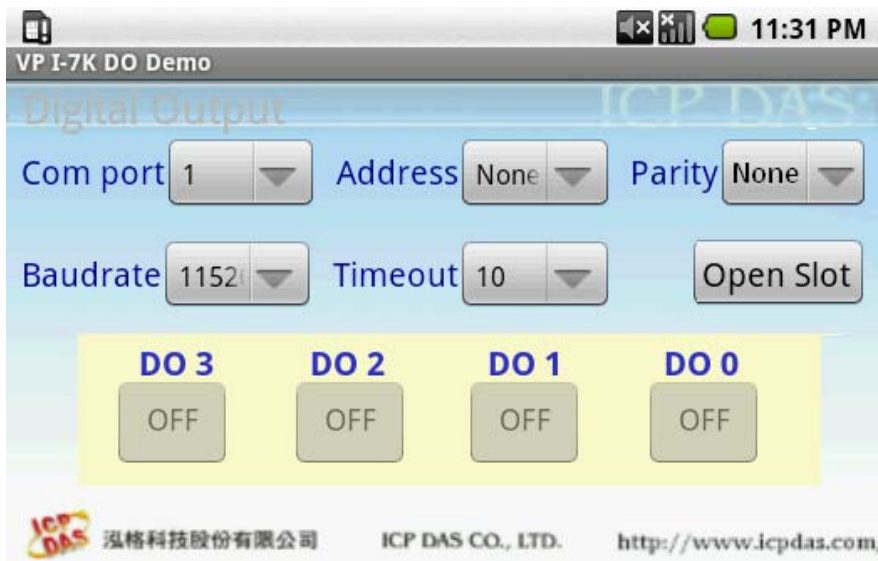 11:31 PM
VP I-7K DO Demo
Digital Output ICP DAS
Com port 1 Address None Parity None
Baudrate 1152 Timeout 10 Open Slot
DO 3 DO 2 DO 1 DO 0
OFF OFF OFF OFF
ICP DAS 泓格科技股份有限公司 ICP DAS CO., LTD. http://www.icpdas.com